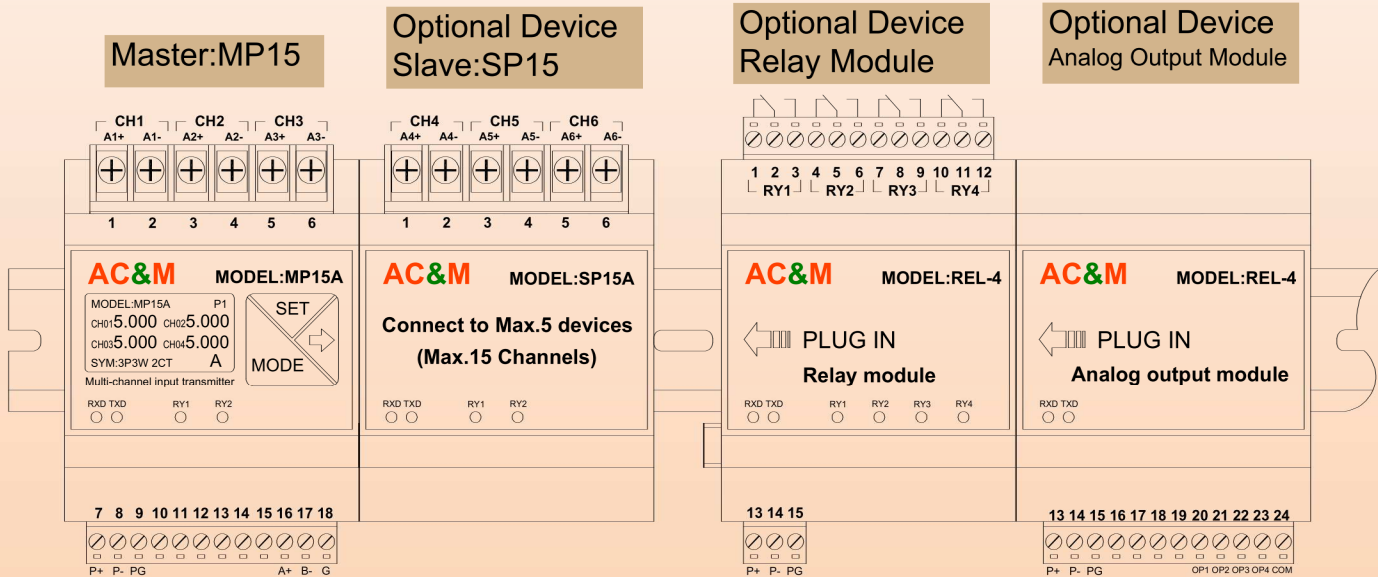 Master:MP15
Optional Device
Slave:SP15
Optional Device
Relay Module
Optional Device
Analog Output Module
CH1 CH2 CH3
A1+ A1- A2+ A2- A3+ A3-
1 2 3 4 5 6
AC&M MODEL:MP15A
MODEL:MP15A P1
CH015.000 CH025.000
CH035.000 CH045.000
SYM:3P3W 2CT A
Multi-channel input transmitter
SET
MODE
RXD TXD RY1 RY2
7 8 9 10 11 12 13 14 15 16 17 18
P+ P- PG A+ B- G
CH4 CH5 CH6
A4+ A4- A5+ A5- A6+ A6-
1 2 3 4 5 6
AC&M MODEL:SP15A
Connect to Max.5 devices
(Max.15 Channels)
RXD TXD RY1 RY2
1 2 3 4 5 6 7 8 9 10 11 12
RY1 RY2 RY3 RY4
AC&M MODEL:REL-4
PLUG IN
Relay module
RXD TXD RY1 RY2 RY3 RY4
13 14 15
P+ P- PG
AC&M MODEL:REL-4
PLUG IN
Analog output module
RXD TXD
13 14 15 16 17 18 19 20 21 22 23 24
P+ P- PG OP1 OP2 OP3 OP4 COM